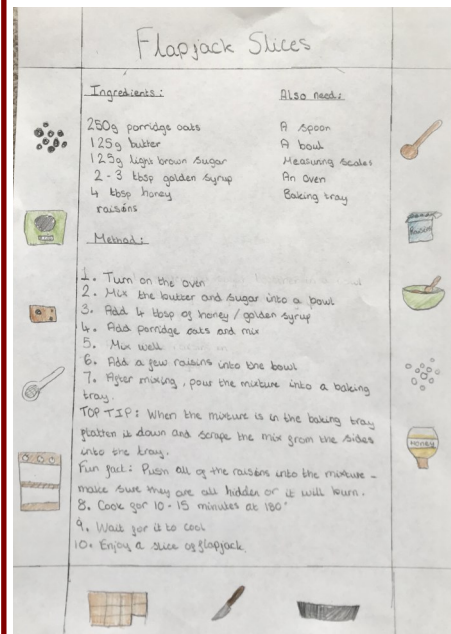 Flapjack Slices
Ingredients:
250g porridge oats
125g butter
125g light brown sugar
2 - 3 tbsp golden syrup
4 tbsp honey
raisins
Also need:
A spoon
A bowl
Measuring scales
An oven
Baking tray
Method:
1. Turn on the oven
2. Mix the butter and sugar into a bowl
3. Add 4 tbsp of honey / golden syrup
4. Add porridge oats and mix
5. Mix well
6. Add a few raisins into the bowl
7. After mixing, pour the mixture into a baking
tray.
TOP TIP: When the mixture is in the baking tray
flatten it down and scrape the mix from the sides
into the tray.
Fun fact: Push all of the raisins into the mixture -
make sure they are all hidden or it will burn.
8. Cook for 10 - 15 minutes at 180°
9. Wait for it to cool
10. Enjoy a slice of flapjack.
Raisins
HONEY